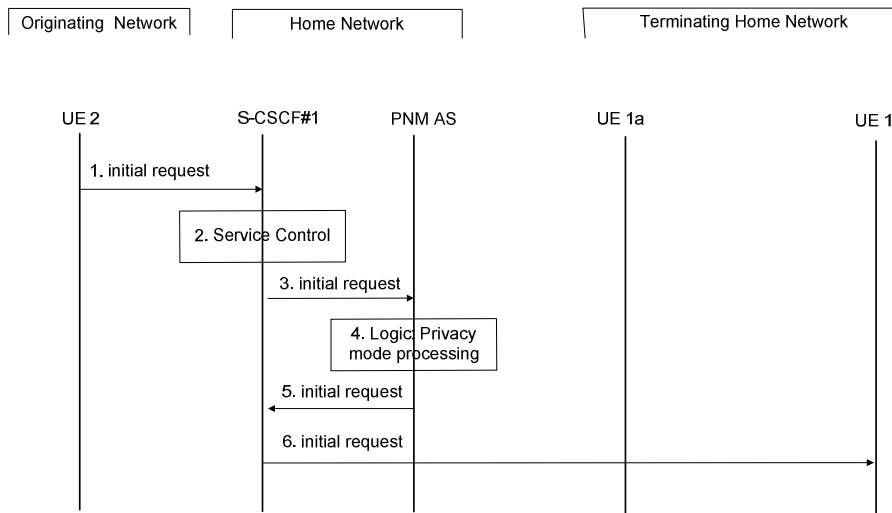 Originating Network
Home Network
Terminating Home Network
UE 2
S-CSCF#1
PNM AS
UE 1a
UE 1
1. initial request
2. Service Control
3. initial request
4. Logic: Privacy
mode processing
5. initial request
6. initial request